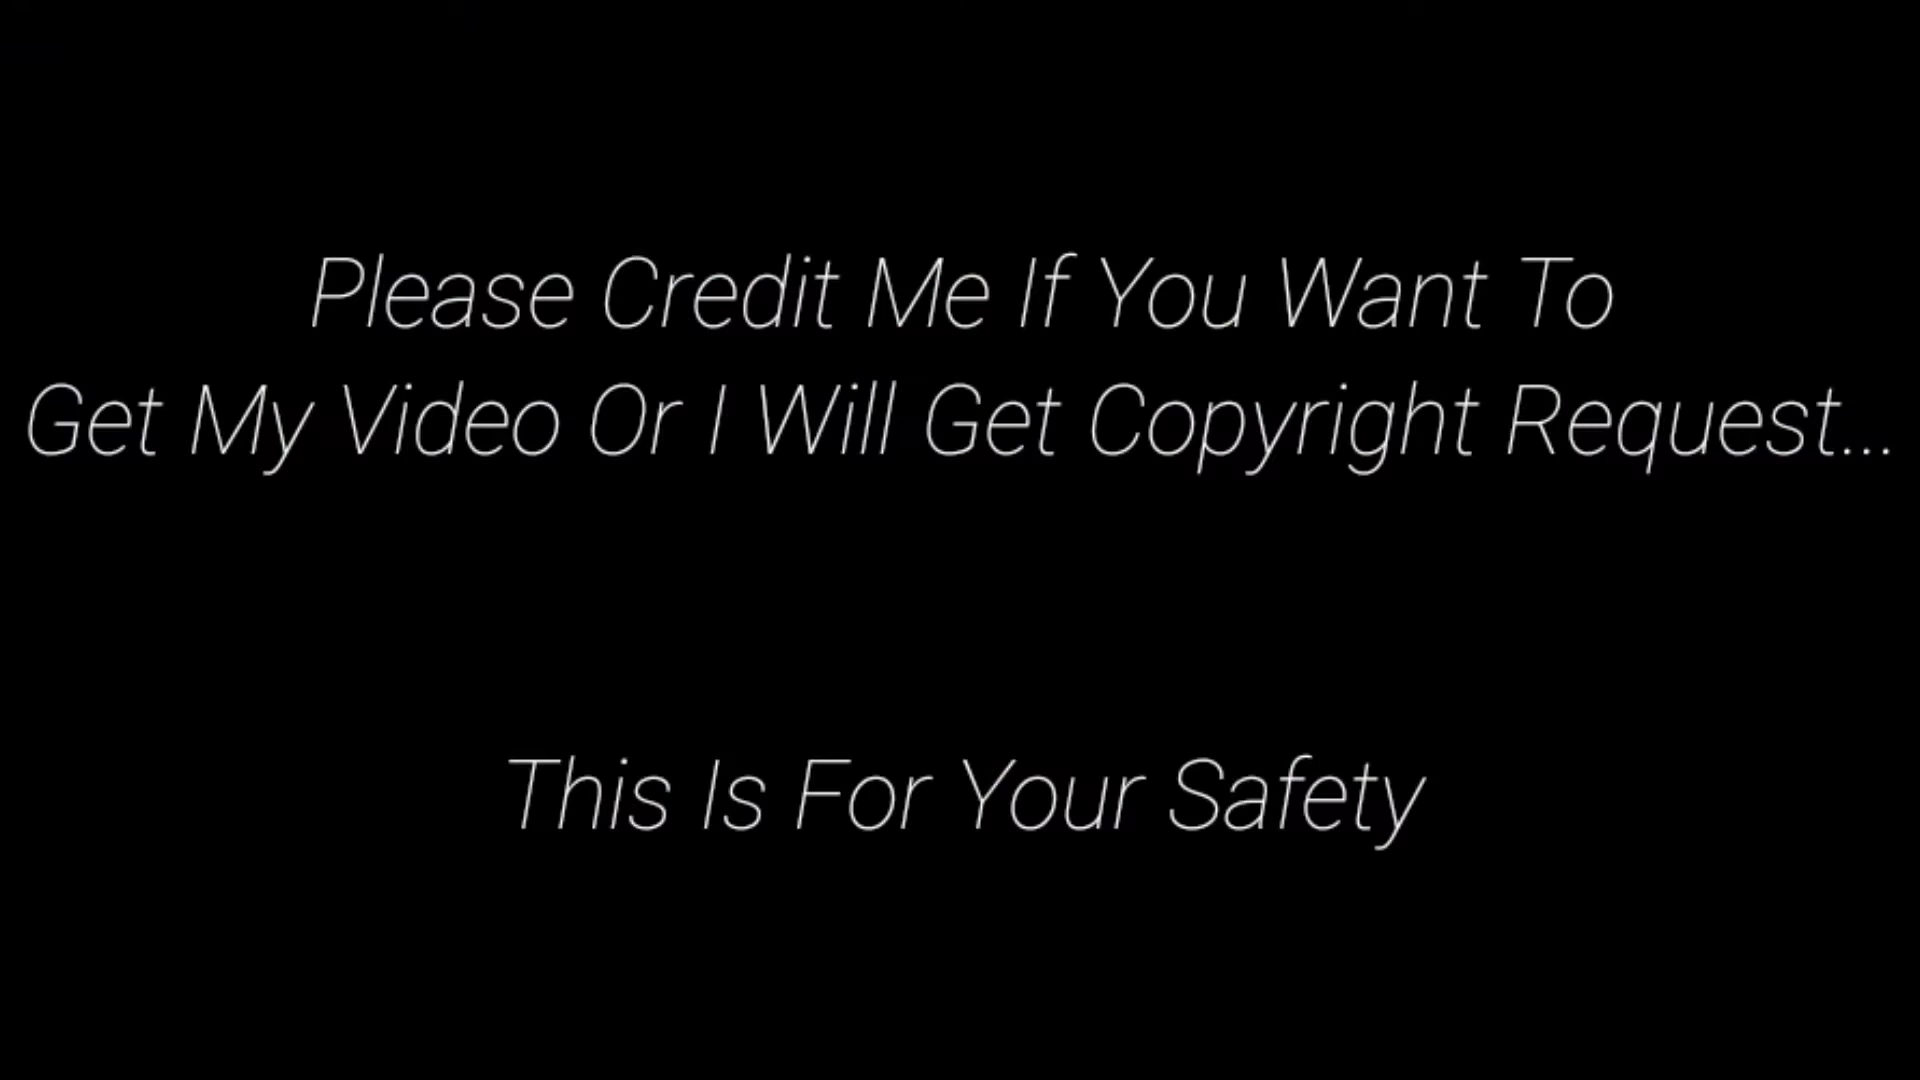 Please Credit Me If You Want To
Get My Video Or I Will Get Copyright Request...
This Is For Your Safety